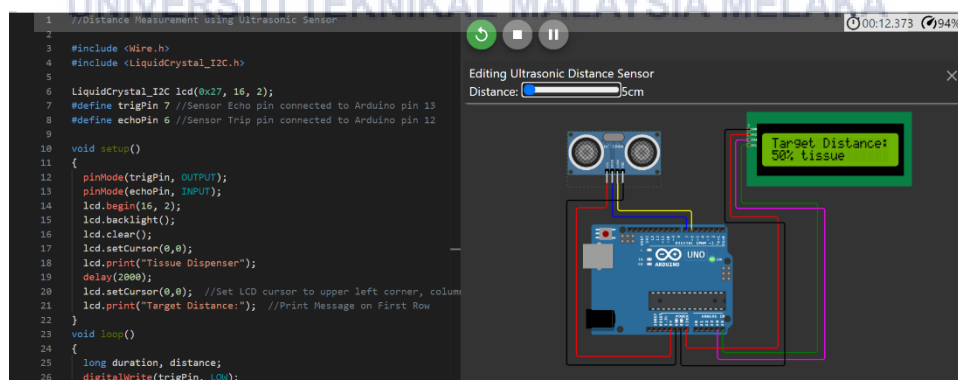 UNIVERSITI TEKNIKAL MALAYSIA MELAKA
1 //Distance Measurement using Ultrasonic Sensor
2
3 #include <Wire.h>
4 #include <LiquidCrystal_I2C.h>
5
6 LiquidCrystal_I2C lcd(0x27, 16, 2);
7 #define trigPin 7 //Sensor Echo pin connected to Arduino pin 13
8 #define echoPin 6 //Sensor Trip pin connected to Arduino pin 12
9
10 void setup()
11 {
12 pinMode(trigPin, OUTPUT);
13 pinMode(echoPin, INPUT);
14 lcd.begin(16, 2);
15 lcd.backlight();
16 lcd.clear();
17 lcd.setCursor(0,0);
18 lcd.print("Tissue Dispenser");
19 delay(2000);
20 lcd.setCursor(0,0); //Set LCD cursor to upper left corner, colum
21 lcd.print("Target Distance:"); //Print Message on First Row
22 }
23 void loop()
24 {
25 long duration, distance;
26 digitalWrite(trigPin, LOW);
00:12.373 94%
Editing Ultrasonic Distance Sensor
Distance: 5cm
Target Distance:
50% tissue
UNO
ARDUINO